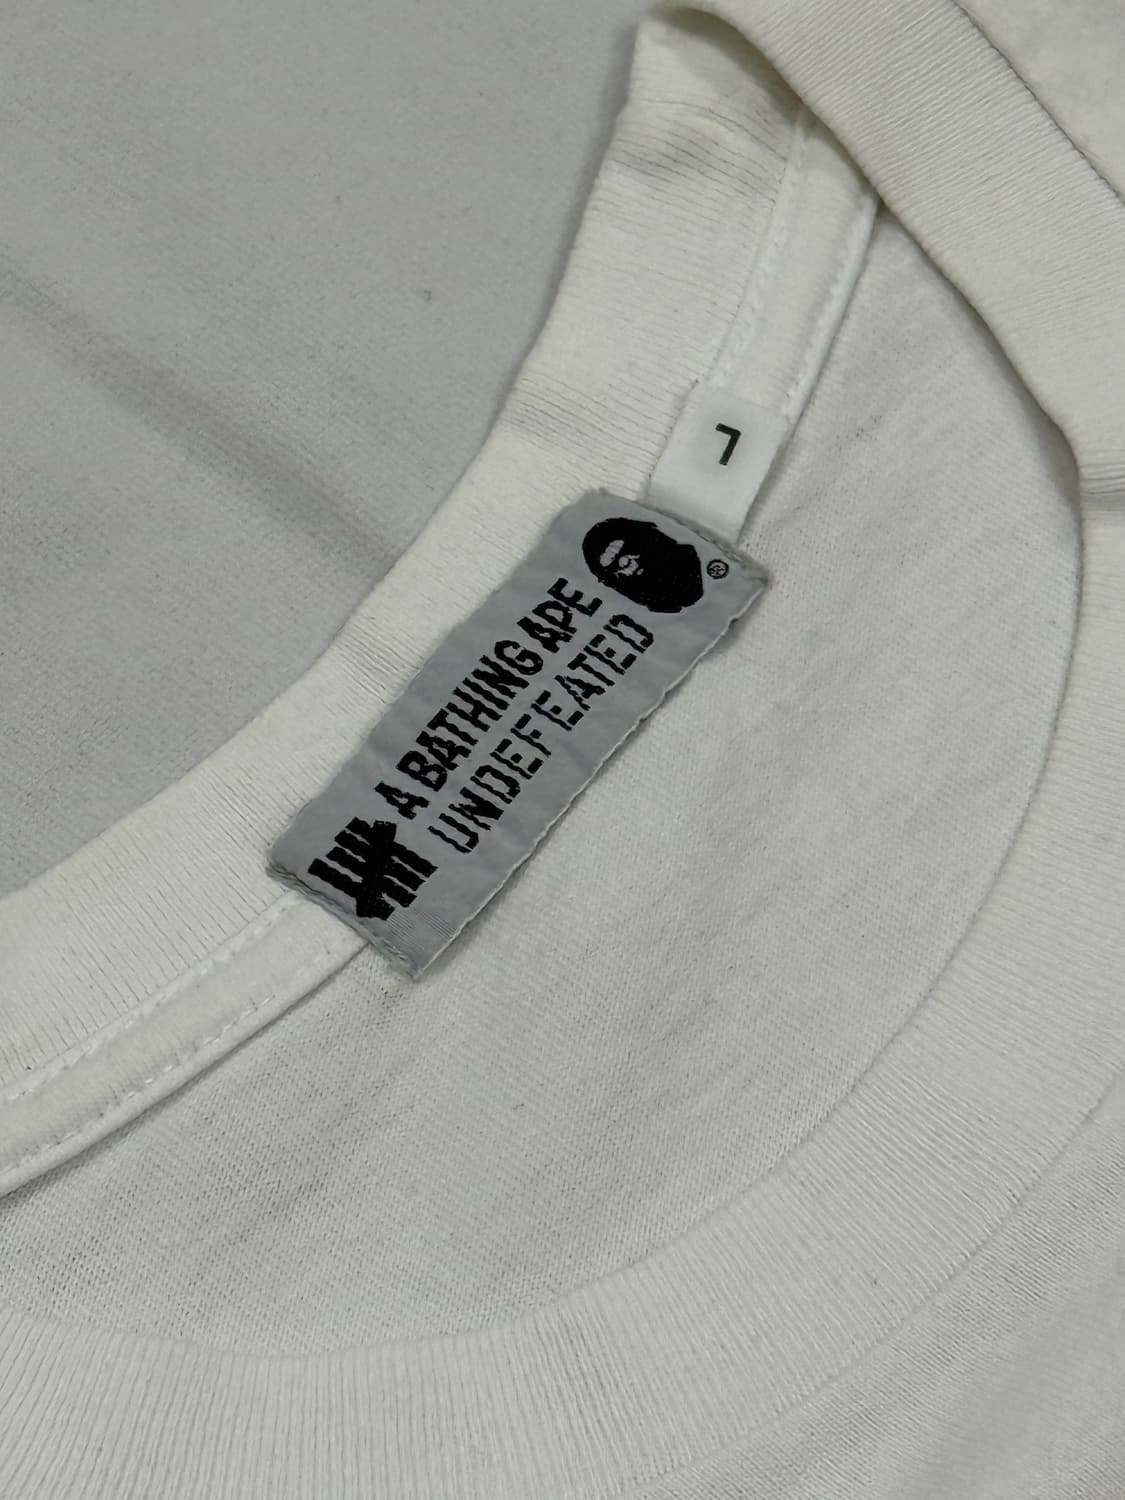 L
®
A BATHING APE
UNDEFEATED